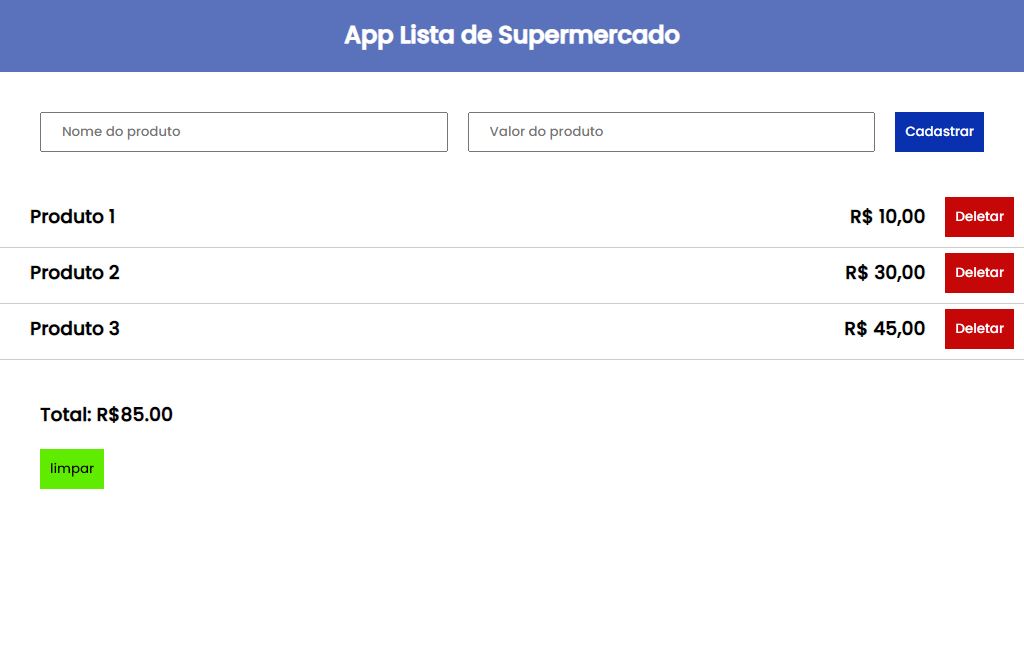 App Lista de Supermercado
Nome do produto Valor do produto Cadastrar
Produto 1 R$ 10,00 Deletar
Produto 2 R$ 30,00 Deletar
Produto 3 R$ 45,00 Deletar
Total: R$85.00
limpar